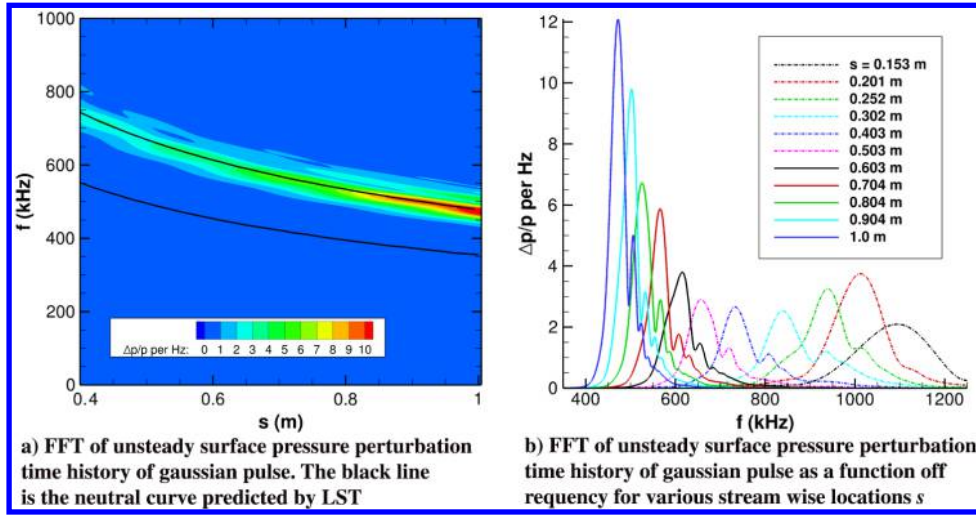 1000
800
600
400
200
0
f (kHz)
Δp/p per Hz: 0 1 2 3 4 5 6 7 8 9 10
0.4 0.6 0.8 1
s (m)
a) FFT of unsteady surface pressure perturbation
time history of gaussian pulse. The black line
is the neutral curve predicted by LST
12
10
8
6
4
2
0
Δp/p per Hz
s = 0.153 m
0.201 m
0.252 m
0.302 m
0.403 m
0.503 m
0.603 m
0.704 m
0.804 m
0.904 m
1.0 m
400 600 800 1000 1200
f (kHz)
b) FFT of unsteady surface pressure perturbation
time history of gaussian pulse as a function off
requency for various stream wise locations s